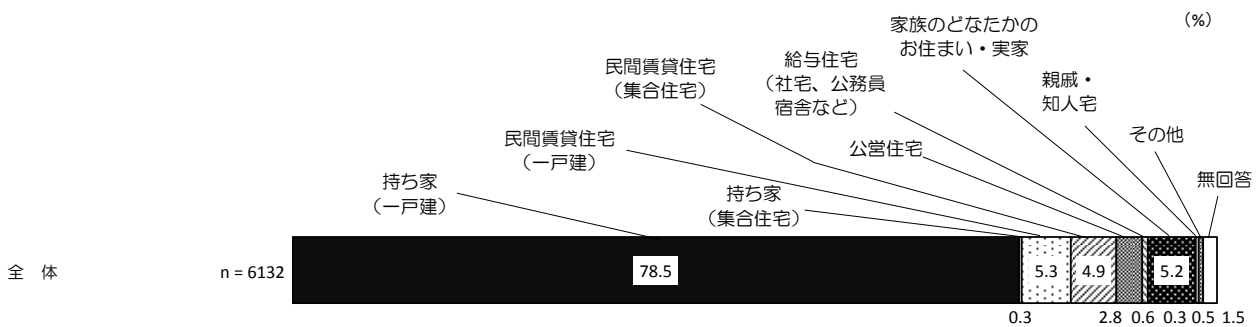 （%）
家族のどなたかの
お住まい・実家
給与住宅
（社宅、公務員
宿舎など）
民間賃貸住宅
（集合住宅）
親戚・
知人宅
その他
民間賃貸住宅
（一戸建）
公営住宅
無回答
持ち家
（一戸建）
持ち家
（集合住宅）
全　体
n = 6132
78.5
5.3
4.9
5.2
0.3 2.8 0.6 0.3 0.5 1.5